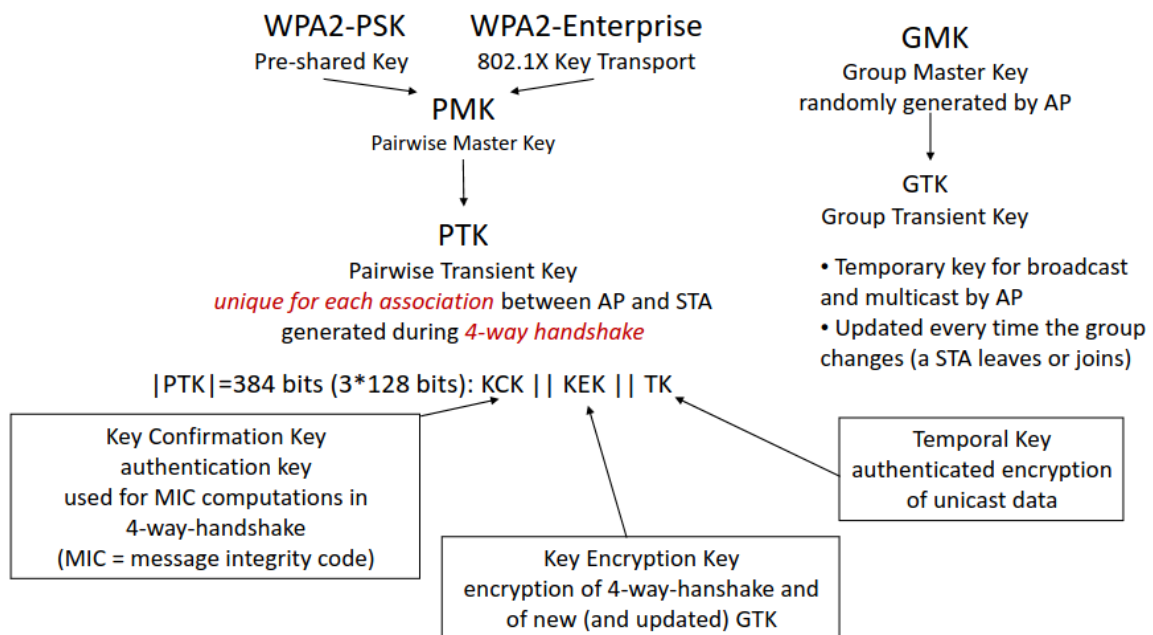 WPA2-PSK
Pre-shared Key
WPA2-Enterprise
802.1X Key Transport
PMK
Pairwise Master Key
PTK
Pairwise Transient Key
unique for each association between AP and STA
generated during 4-way handshake
|PTK|=384 bits (3*128 bits): KCK || KEK || TK
Key Confirmation Key
authentication key
used for MIC computations in
4-way-handshake
(MIC = message integrity code)
Key Encryption Key
encryption of 4-way-hanshake and
of new (and updated) GTK
Temporal Key
authenticated encryption
of unicast data
GMK
Group Master Key
randomly generated by AP
GTK
Group Transient Key
• Temporary key for broadcast
and multicast by AP
• Updated every time the group
changes (a STA leaves or joins)